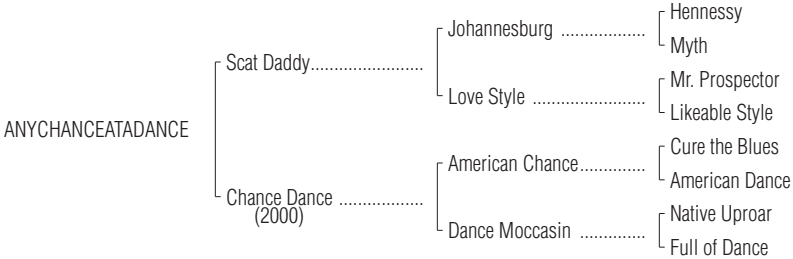 Hennessy
Johannesburg ..................
Myth
Scat Daddy........................
Mr. Prospector
Love Style ........................
Likeable Style
ANYCHANCEATADANCE
Cure the Blues
American Chance..............
American Dance
Chance Dance ..................
(2000)
Native Uproar
Dance Moccasin ..............
Full of Dance